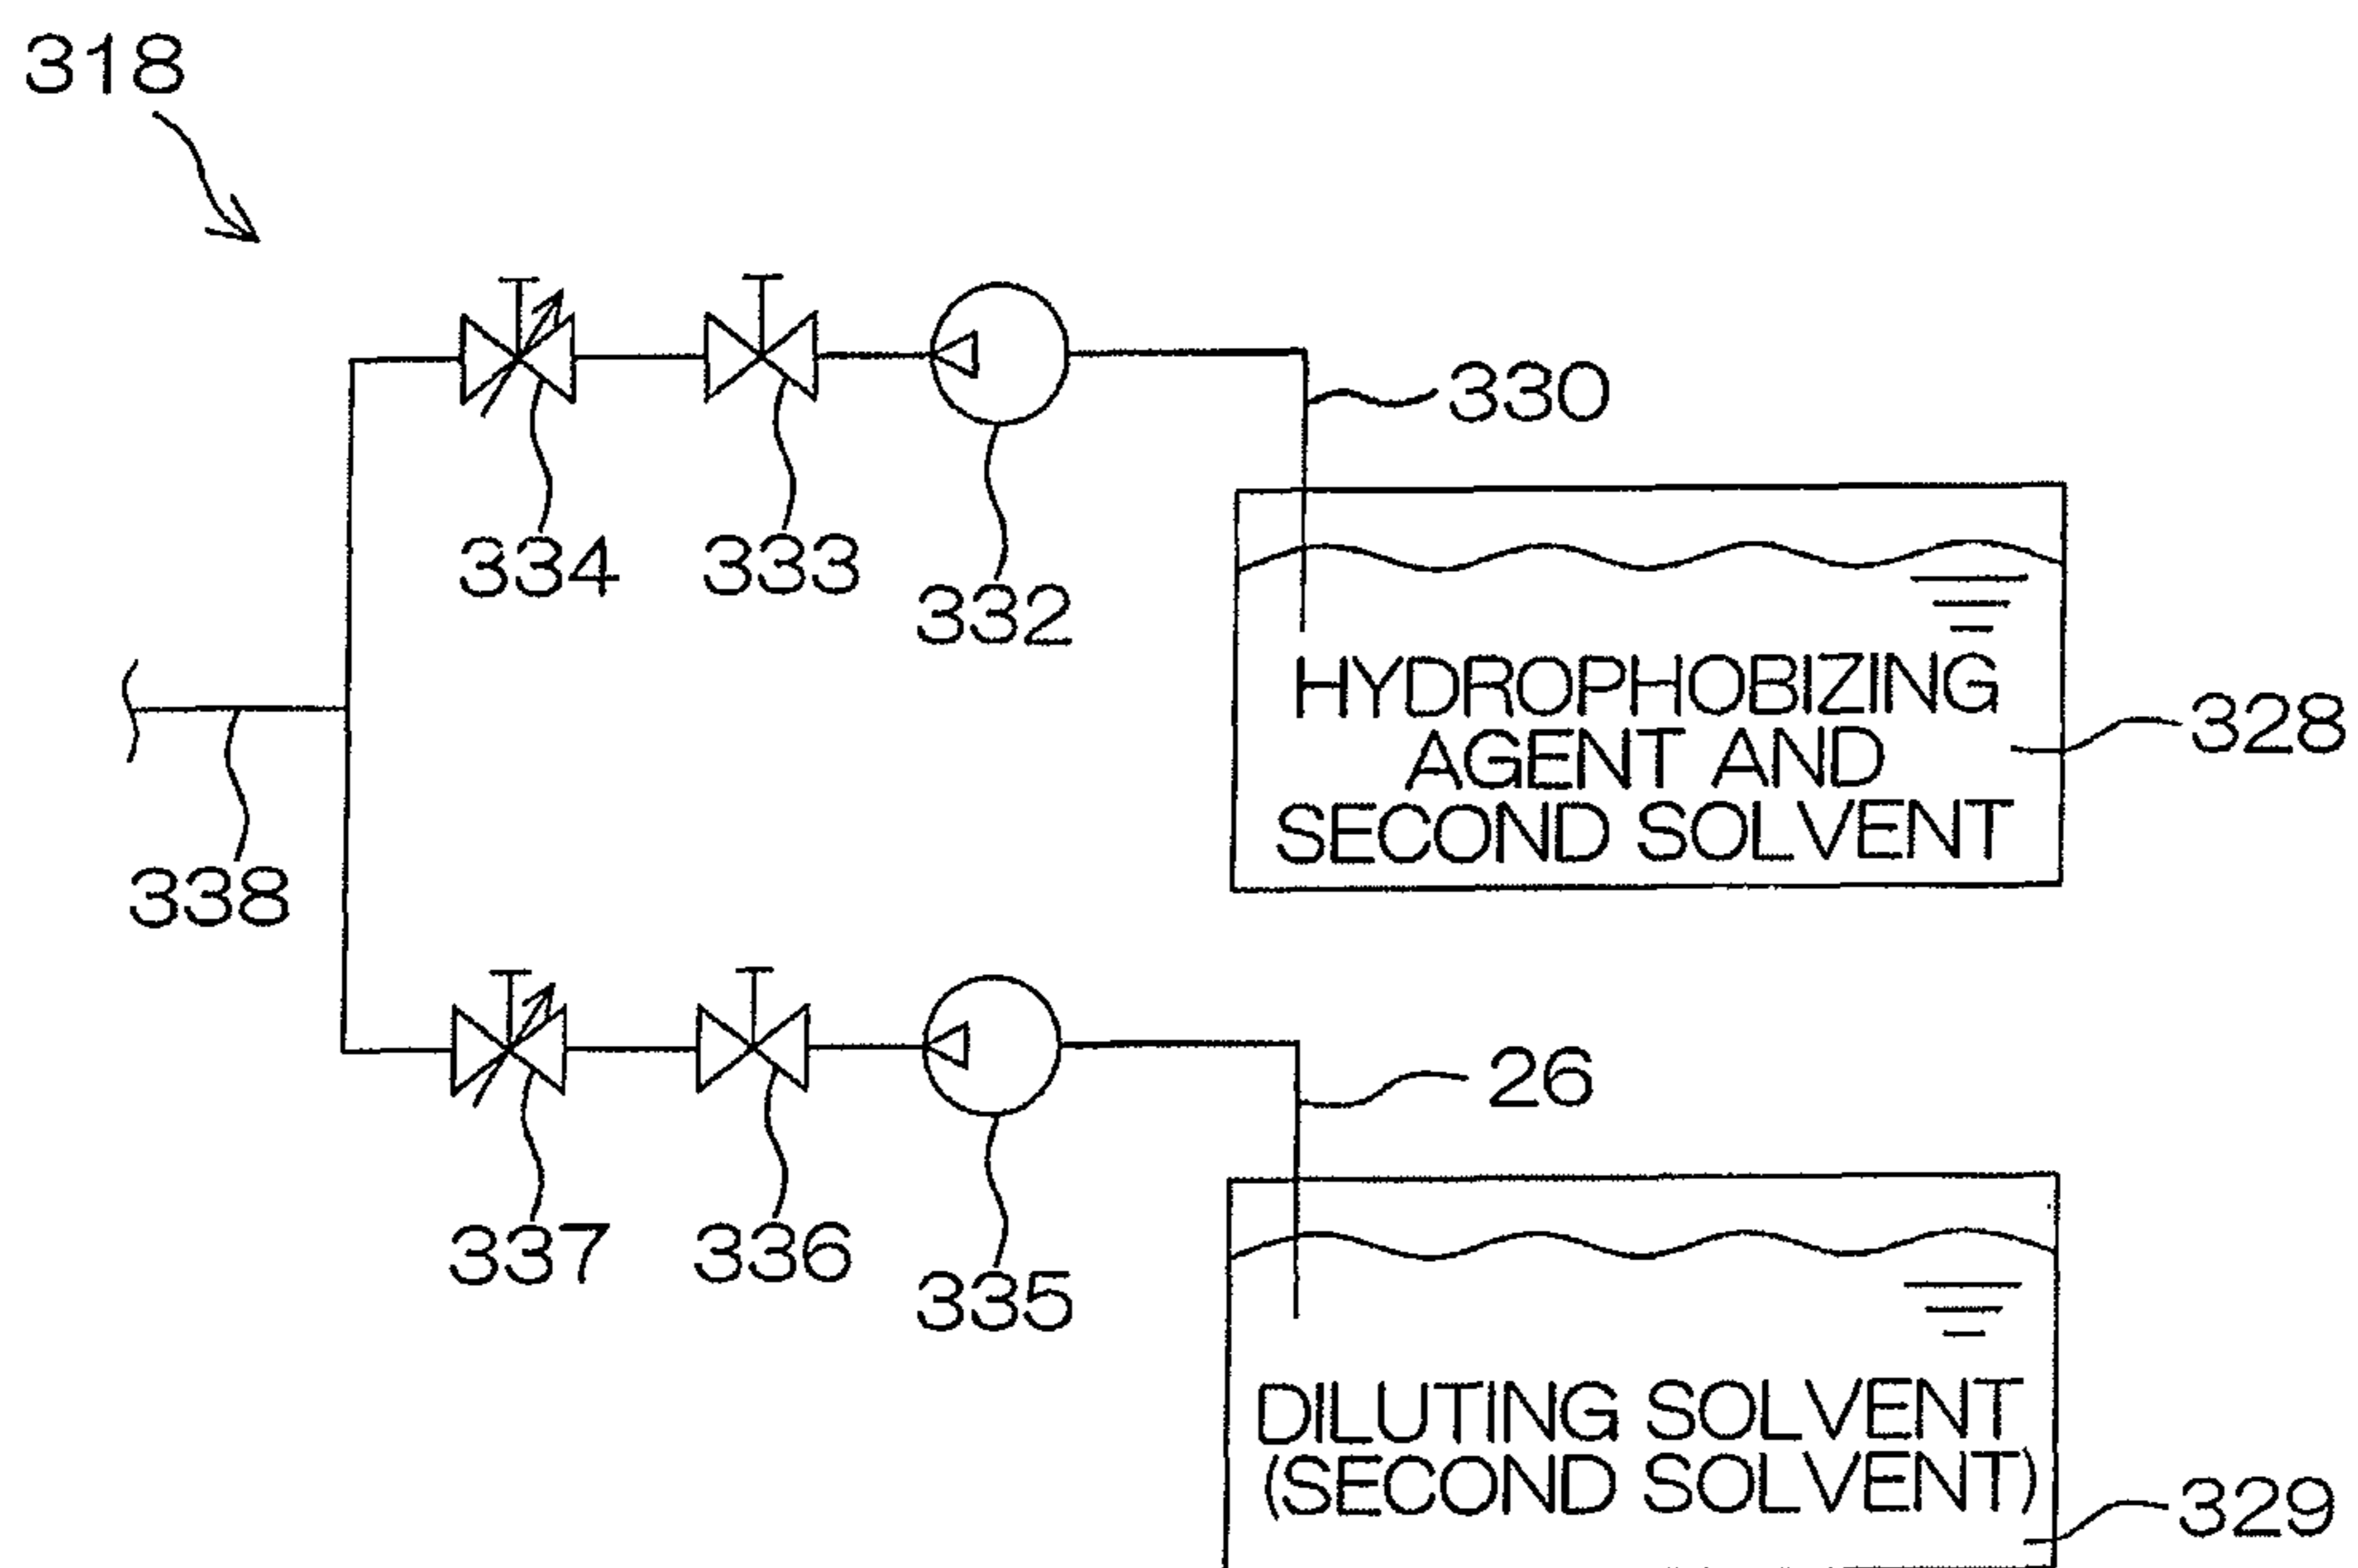 318
330
334
333
332
HYDROPHOBIZING
AGENT AND
SECOND SOLVENT
328
338
26
337
336
335
DILUTING SOLVENT
(SECOND SOLVENT)
329